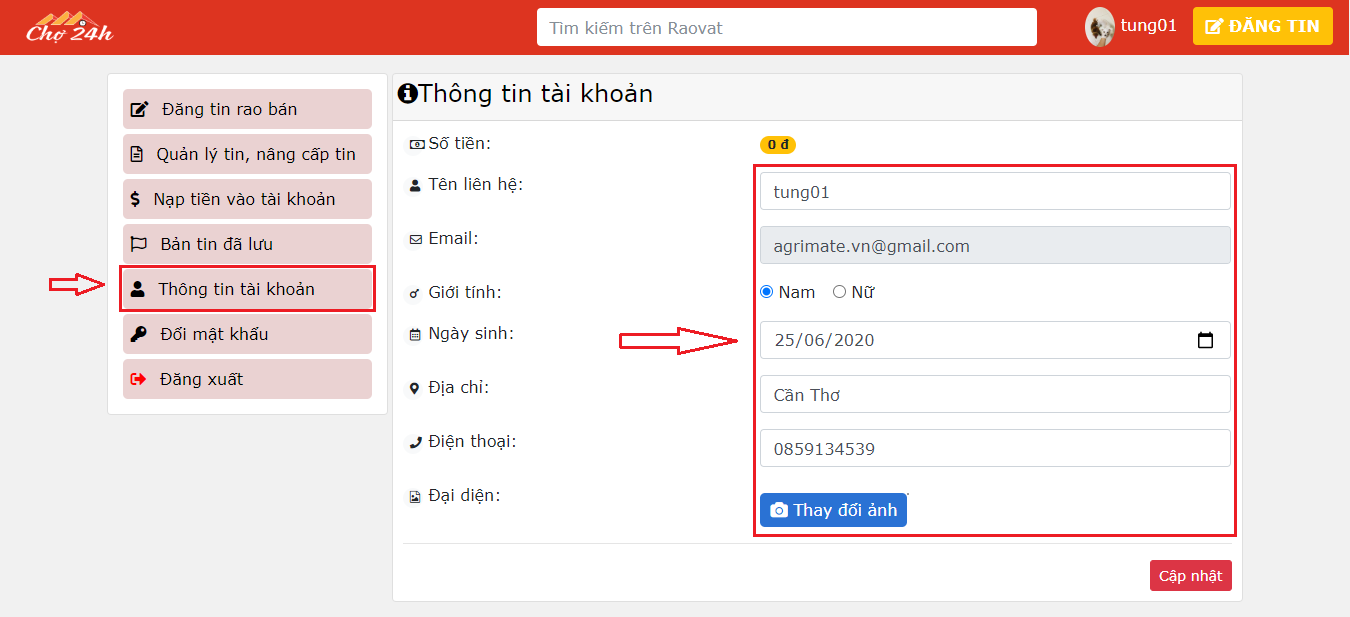 Chợ 24h
Tìm kiếm trên Raovat
tung01
ĐĂNG TIN
Đăng tin rao bán
Quản lý tin, nâng cấp tin
Nạp tiền vào tài khoản
Bản tin đã lưu
Thông tin tài khoản
Đổi mật khẩu
Đăng xuất
Thông tin tài khoản
Số tiền:
0 đ
Tên liên hệ:
tung01
Email:
agrimate.vn@gmail.com
Giới tính:
Nam
Nữ
Ngày sinh:
25/06/2020
Địa chỉ:
Cần Thơ
Điện thoại:
0859134539
Đại diện:
Thay đổi ảnh
Cập nhật